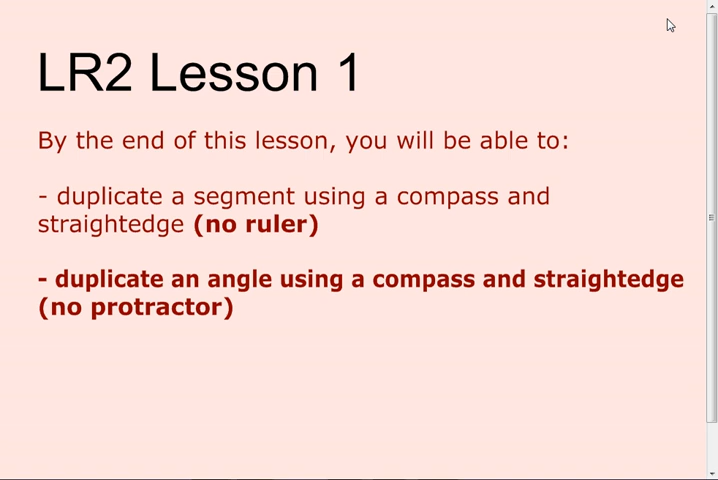 LR2 Lesson 1
By the end of this lesson, you will be able to:
- duplicate a segment using a compass and
straightedge (no ruler)
- duplicate an angle using a compass and straightedge
(no protractor)